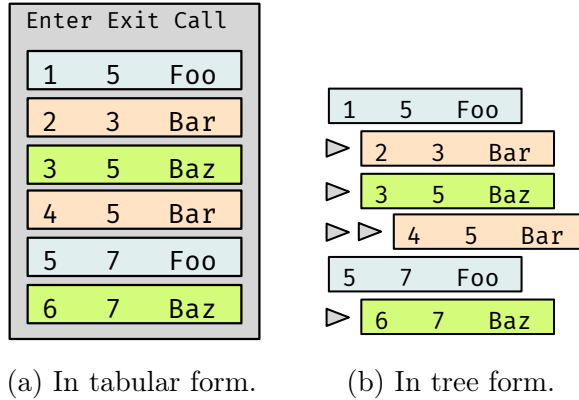 Enter Exit Call
1 5 Foo
2 3 Bar
3 5 Baz
4 5 Bar
5 7 Foo
6 7 Baz
(a) In tabular form.
1 5 Foo
2 3 Bar
3 5 Baz
4 5 Bar
5 7 Foo
6 7 Baz
(b) In tree form.